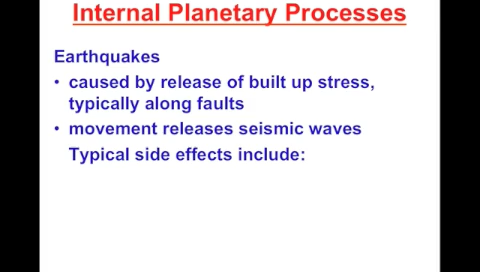 Internal Planetary Processes
Earthquakes
• caused by release of built up stress,
typically along faults
• movement releases seismic waves
Typical side effects include: